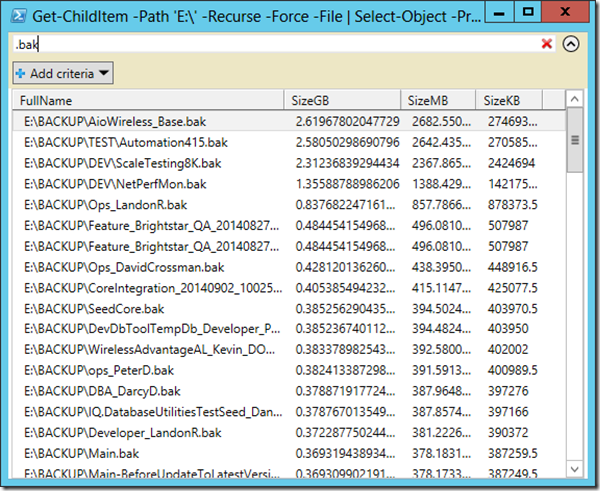 Get-ChildItem -Path 'E:\' -Recurse -Force -File | Select-Object -Pr...
.bak
Add criteria
FullName SizeGB SizeMB SizeKB
E:\BACKUP\AioWireless_Base.bak 2.61967802047729 2682.550... 274693...
E:\BACKUP\TEST\Automation415.bak 2.58050298690796 2642.435... 270585...
E:\BACKUP\DEV\ScaleTesting8K.bak 2.31236839294434 2367.865... 2424694
E:\BACKUP\DEV\NetPerfMon.bak 1.35588788986206 1388.429... 142175...
E:\BACKUP\Ops_LandonR.bak 0.837682247161... 857.7866... 878373.5
E:\BACKUP\Feature_Brightstar_QA_20140827... 0.484454154968... 496.0810... 507987
E:\BACKUP\Feature_Brightstar_QA_20140827... 0.484454154968... 496.0810... 507987
E:\BACKUP\Ops_DavidCrossman.bak 0.428120136260... 438.3950... 448916.5
E:\BACKUP\CoreIntegration_20140902_10025... 0.405385494232... 415.1147... 425077.5
E:\BACKUP\SeedCore.bak 0.385256290435... 394.5024... 403970.5
E:\BACKUP\DevDbToolTempDb_Developer_P... 0.385236740112... 394.4824... 403950
E:\BACKUP\WirelessAdvantageAL_Kevin_DO... 0.383378982543... 392.5800... 402002
E:\BACKUP\ops_PeterD.bak 0.382413387298... 391.5913... 400989.5
E:\BACKUP\DBA_DarcyD.bak 0.378871917724... 387.9648... 397276
E:\BACKUP\IQ.DatabaseUtilitiesTestSeed_Dan... 0.378767013549... 387.8574... 397166
E:\BACKUP\Developer_LandonR.bak 0.372287750244... 381.2226... 390372
E:\BACKUP\Main.bak 0.369319438934... 378.1831... 387259.5
E:\BACKUP\Main-BeforeUpdateToLatestVersi... 0.369309902191... 378.1733... 387249.5